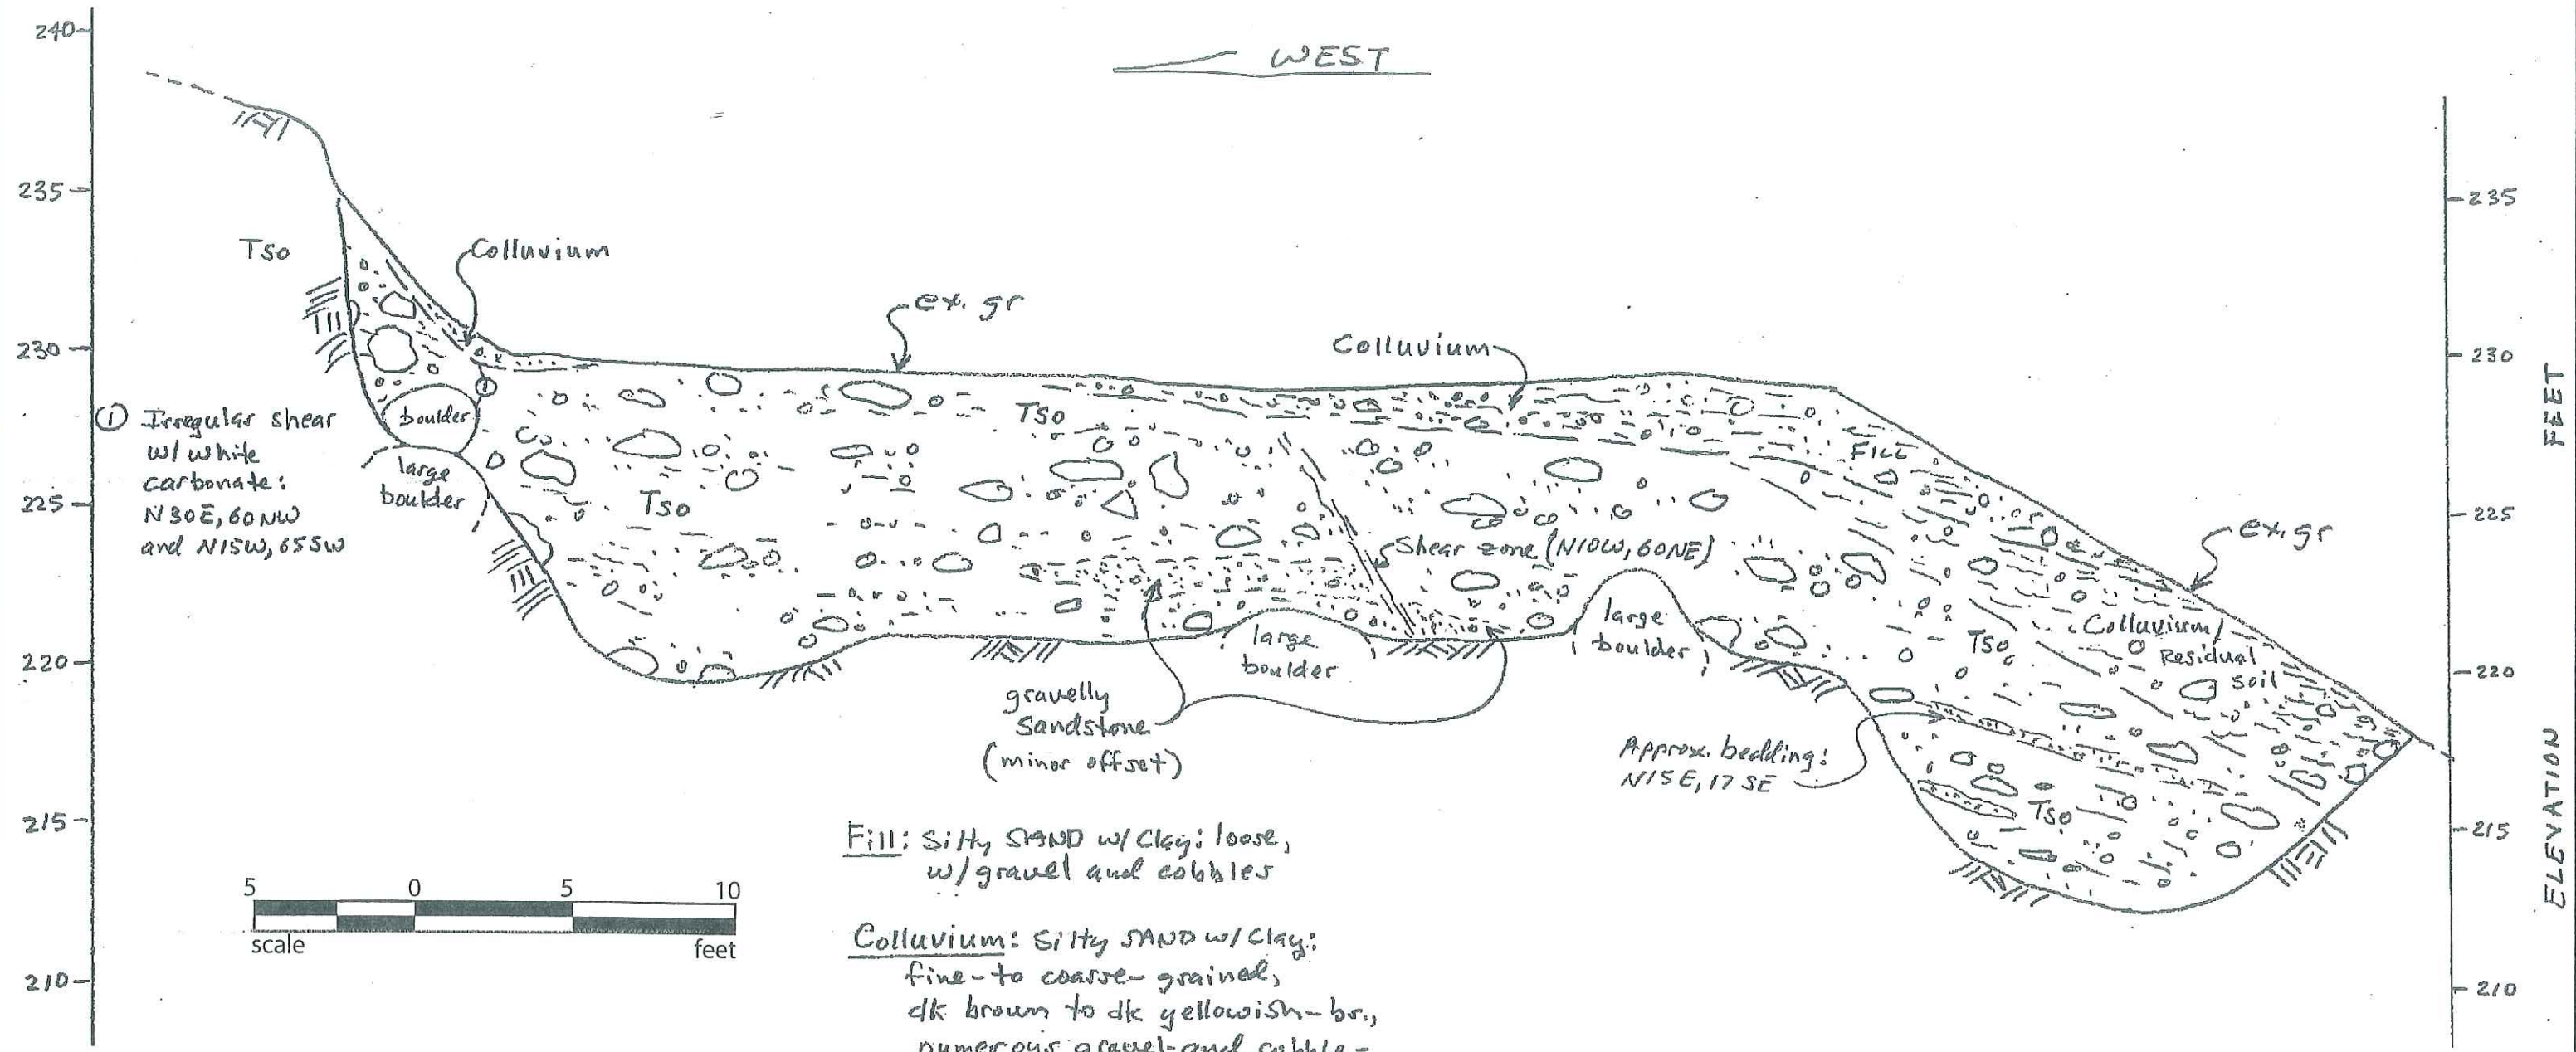 240
WEST
235
235
Tso
Colluvium
ex. gr
230
Colluvium
230
FEET
① Irregular shear
w/ white
carbonate:
N30E, 60NW
and N15W, 65SW
boulder
large
boulder
Tso
FILL
225
Tso
225
ex. gr
Shear zone (N10W, 60NE)
220
large
boulder
large
boulder
Tso
Colluvium/
Residual
soil
220
gravelly
Sandstone
(minor offset)
Approx. bedding:
N15E, 17SE
ELEVATION
215
Tso
215
Fill: Silty SAND w/ Clay: loose,
w/ gravel and cobbles
5 0 5 10
scale feet
Colluvium: Silty SAND w/ Clay:
fine- to coarse- grained,
dk brown to dk yellowish-br.,
numerous gravel- and cobble-
210
210